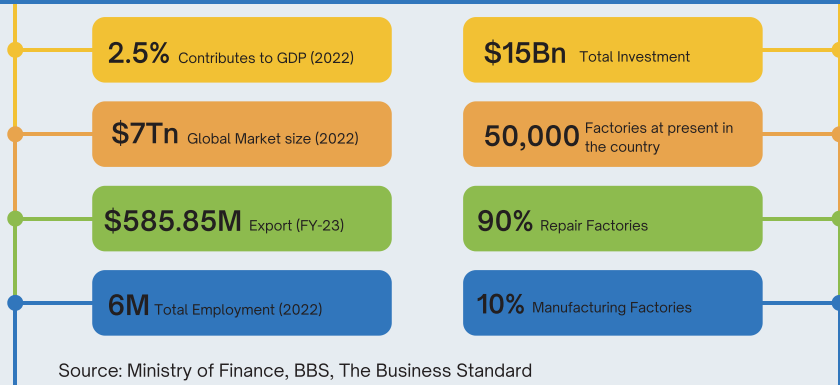 2.5% Contributes to GDP (2022)
$15Bn Total Investment
$7Tn Global Market size (2022)
50,000 Factories at present in
the country
$585.85M Export (FY-23)
90% Repair Factories
6M Total Employment (2022)
10% Manufacturing Factories
Source: Ministry of Finance, BBS, The Business Standard